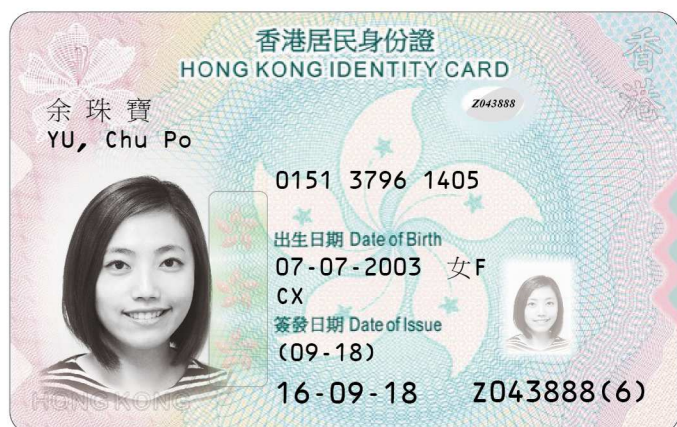 香港居民身份證
HONG KONG IDENTITY CARD
香港
余珠寶
Z043888
YU, Chu Po
0151 3796 1405
出生日期 Date of Birth
07-07-2003 女F
CX
簽發日期 Date of Issue
(09-18)
HONG KONG
16-09-18 Z043888(6)